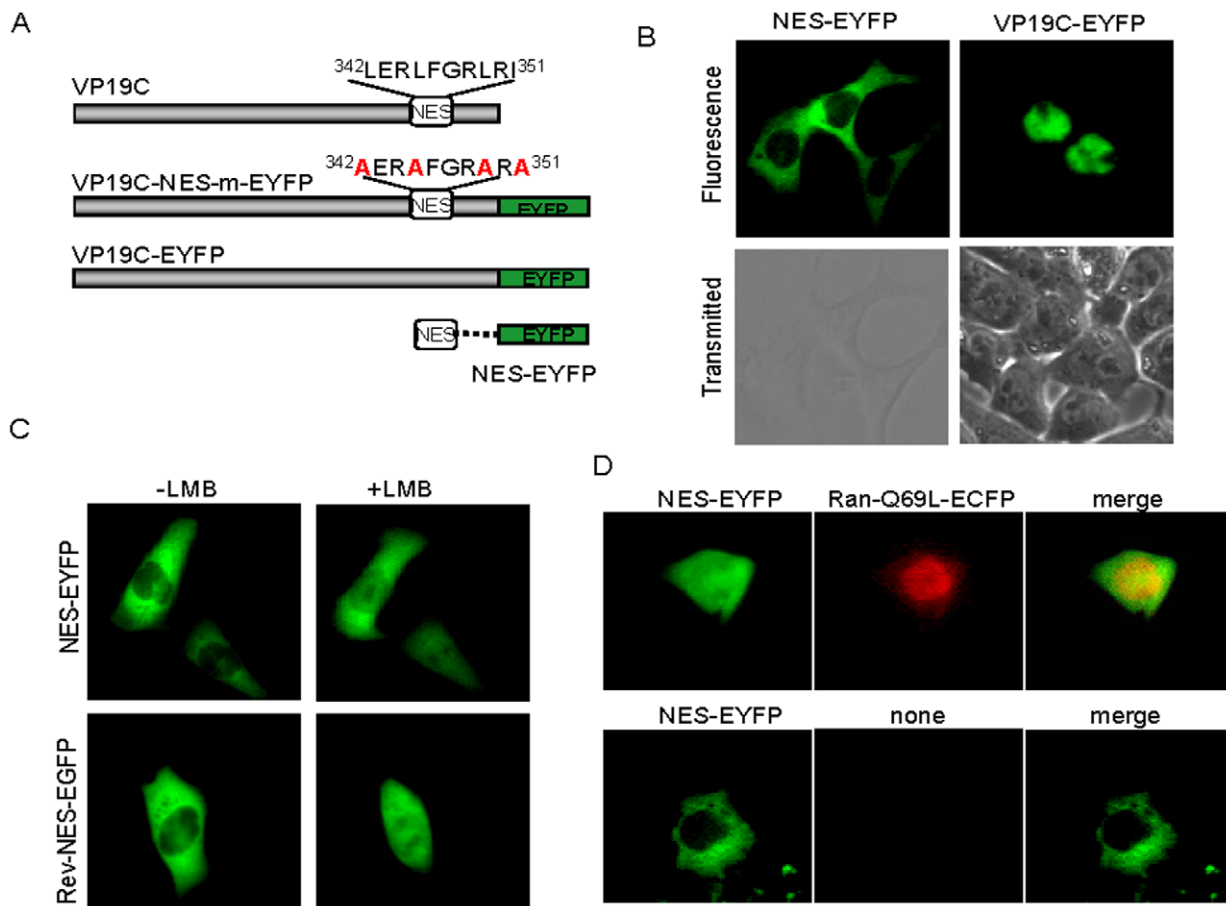 A
VP19C
342LERLFGRLRI351
NES
VP19C-NES-m-EYFP
342AERAFGRARA351
NES
EYFP
VP19C-EYFP
EYFP
NES
EYFP
NES-EYFP
B
NES-EYFP
VP19C-EYFP
Fluorescence
Transmitted
C
-LMB
+LMB
NES-EYFP
Rev-NES-EGFP
D
NES-EYFP
Ran-Q69L-ECFP
merge
NES-EYFP
none
merge